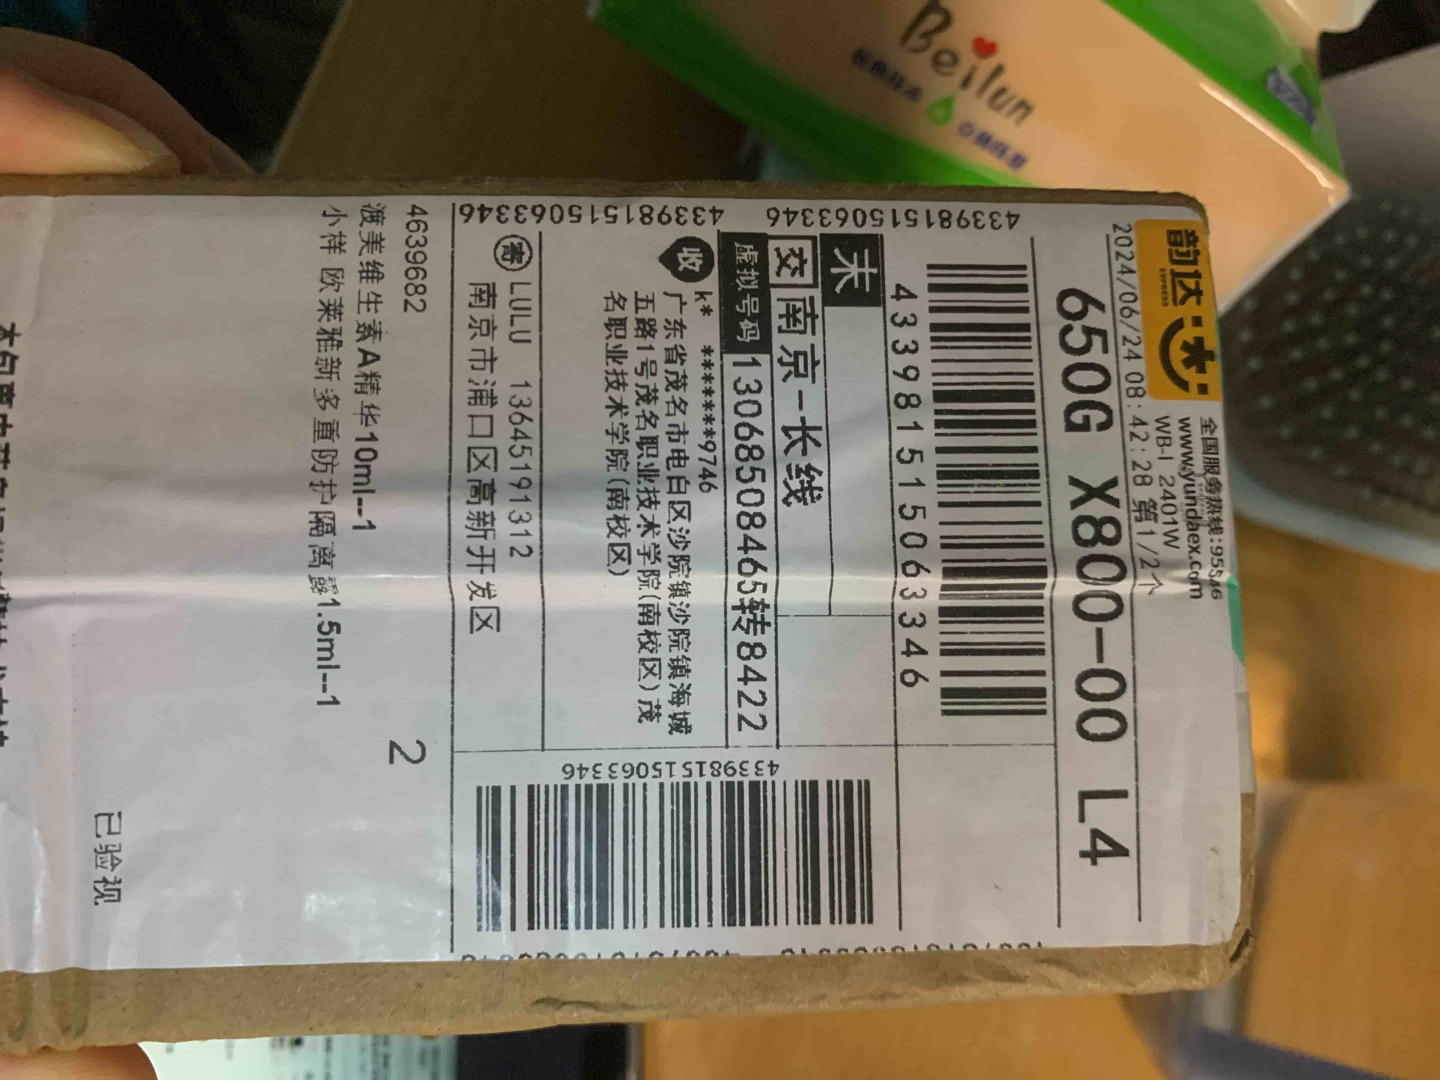 韵达
EXPRESS
全国服务热线:95546
www.yundaex.com
WB-I 2401W
2024/06/24 08:42:28 第1/2个
650G X800-00 L4
433981515063346
433981515063346
末
交 南京-长线
虚拟号码 13068508465转8422
收 k* *******9746
广东省茂名市电白区沙院镇沙院镇海城
五路1号茂名职业技术学院(南校区)茂
名职业技术学院(南校区)
433981515063346
433981515063346
433981515063346
寄 LULU 13645191312
南京市浦口区高新开发区
4639682
渡美维生素A精华10ml--1
小样 欧莱雅新多重防护隔离露1.5ml--1
2
已验视
Beilun